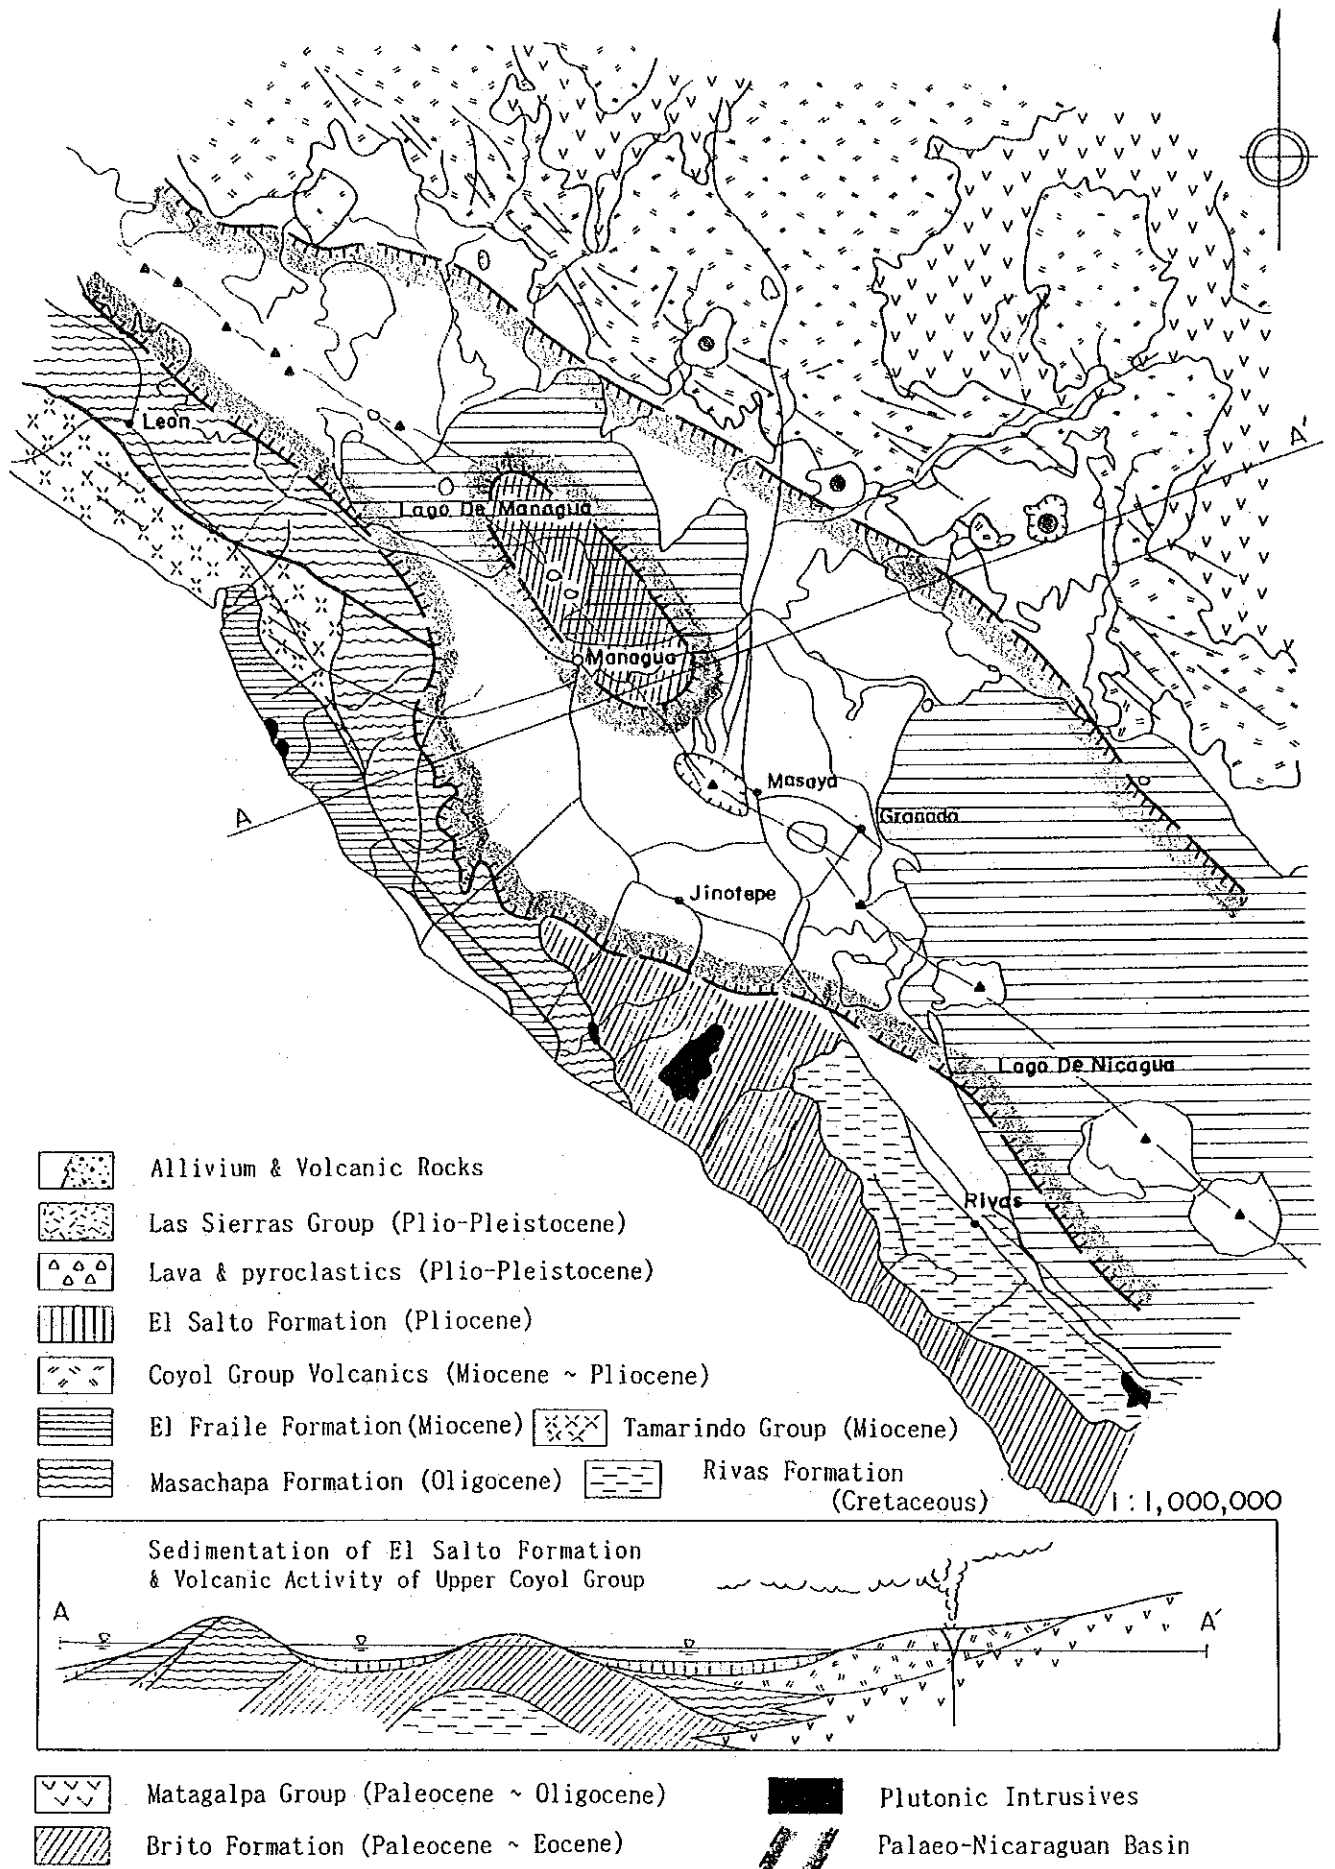 A'
Leon
Lago De Managua
Managua
A
Masaya
Granada
Jinotepe
Lago De Nicagua
Rivas
Allivium & Volcanic Rocks
Las Sierras Group (Plio-Pleistocene)
Lava & pyroclastics (Plio-Pleistocene)
El Salto Formation (Pliocene)
Coyol Group Volcanics (Miocene ~ Pliocene)
El Fraile Formation (Miocene) Tamarindo Group (Miocene)
Masachapa Formation (Oligocene) Rivas Formation
(Cretaceous)
1:1,000,000
Sedimentation of El Salto Formation
& Volcanic Activity of Upper Coyol Group
A A'
Matagalpa Group (Paleocene ~ Oligocene) Plutonic Intrusives
Brito Formation (Paleocene ~ Eocene) Palaeo-Nicaraguan Basin